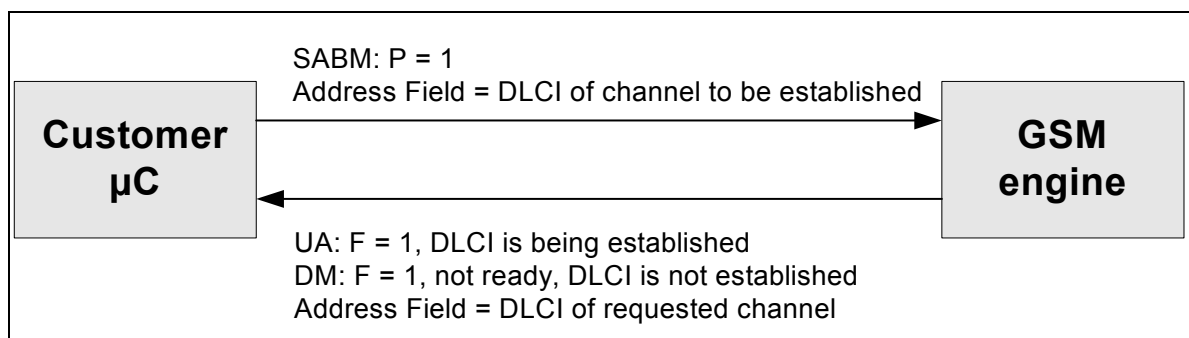 SABM: P = 1
Address Field = DLCI of channel to be established
Customer
µC
GSM
engine
UA: F = 1, DLCI is being established
DM: F = 1, not ready, DLCI is not established
Address Field = DLCI of requested channel